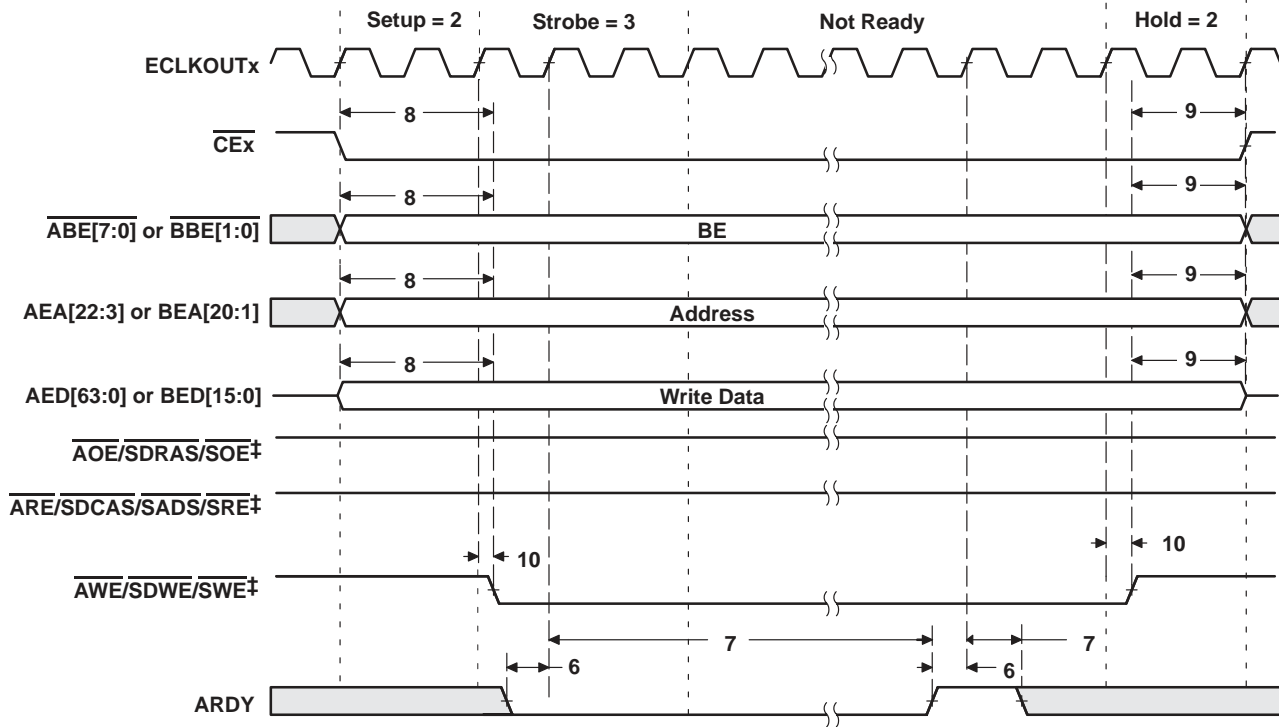 Setup = 2 Strobe = 3 Not Ready Hold = 2
ECLKOUTx
8 9
CEx
8 9
ABE[7:0] or BBE[1:0] BE
8 9
AEA[22:3] or BEA[20:1] Address
8 9
AED[63:0] or BED[15:0] Write Data
AOE/SDRAS/SOE‡
ARE/SDCAS/SADS/SRE‡
10 10
AWE/SDWE/SWE‡
7 7
6 6
ARDY